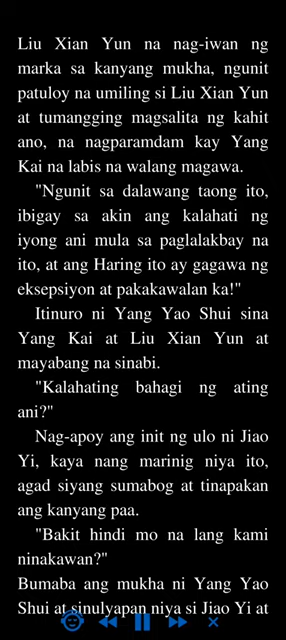 Liu Xian Yun na nag-iwan ng
marka sa kanyang mukha, ngunit
patuloy na umiling si Liu Xian Yun
at tumangging magsalita ng kahit
ano, na nagparamdam kay Yang
Kai na labis na walang magawa.
"Ngunit sa dalawang taong ito,
ibigay sa akin ang kalahati ng
iyong ani mula sa paglalakbay na
ito, at ang Haring ito ay gagawa ng
eksepsiyon at pakakawalan ka!"
Itinuro ni Yang Yao Shui sina
Yang Kai at Liu Xian Yun at
mayabang na sinabi.
"Kalahating bahagi ng ating
ani?"
Nag-apoy ang init ng ulo ni Jiao
Yi, kaya nang marinig niya ito,
agad siyang sumabog at tinapakan
ang kanyang paa.
"Bakit hindi mo na lang kami
ninakawan?"
Bumaba ang mukha ni Yang Yao
Shui at sinulyapan niya si Jiao Yi at